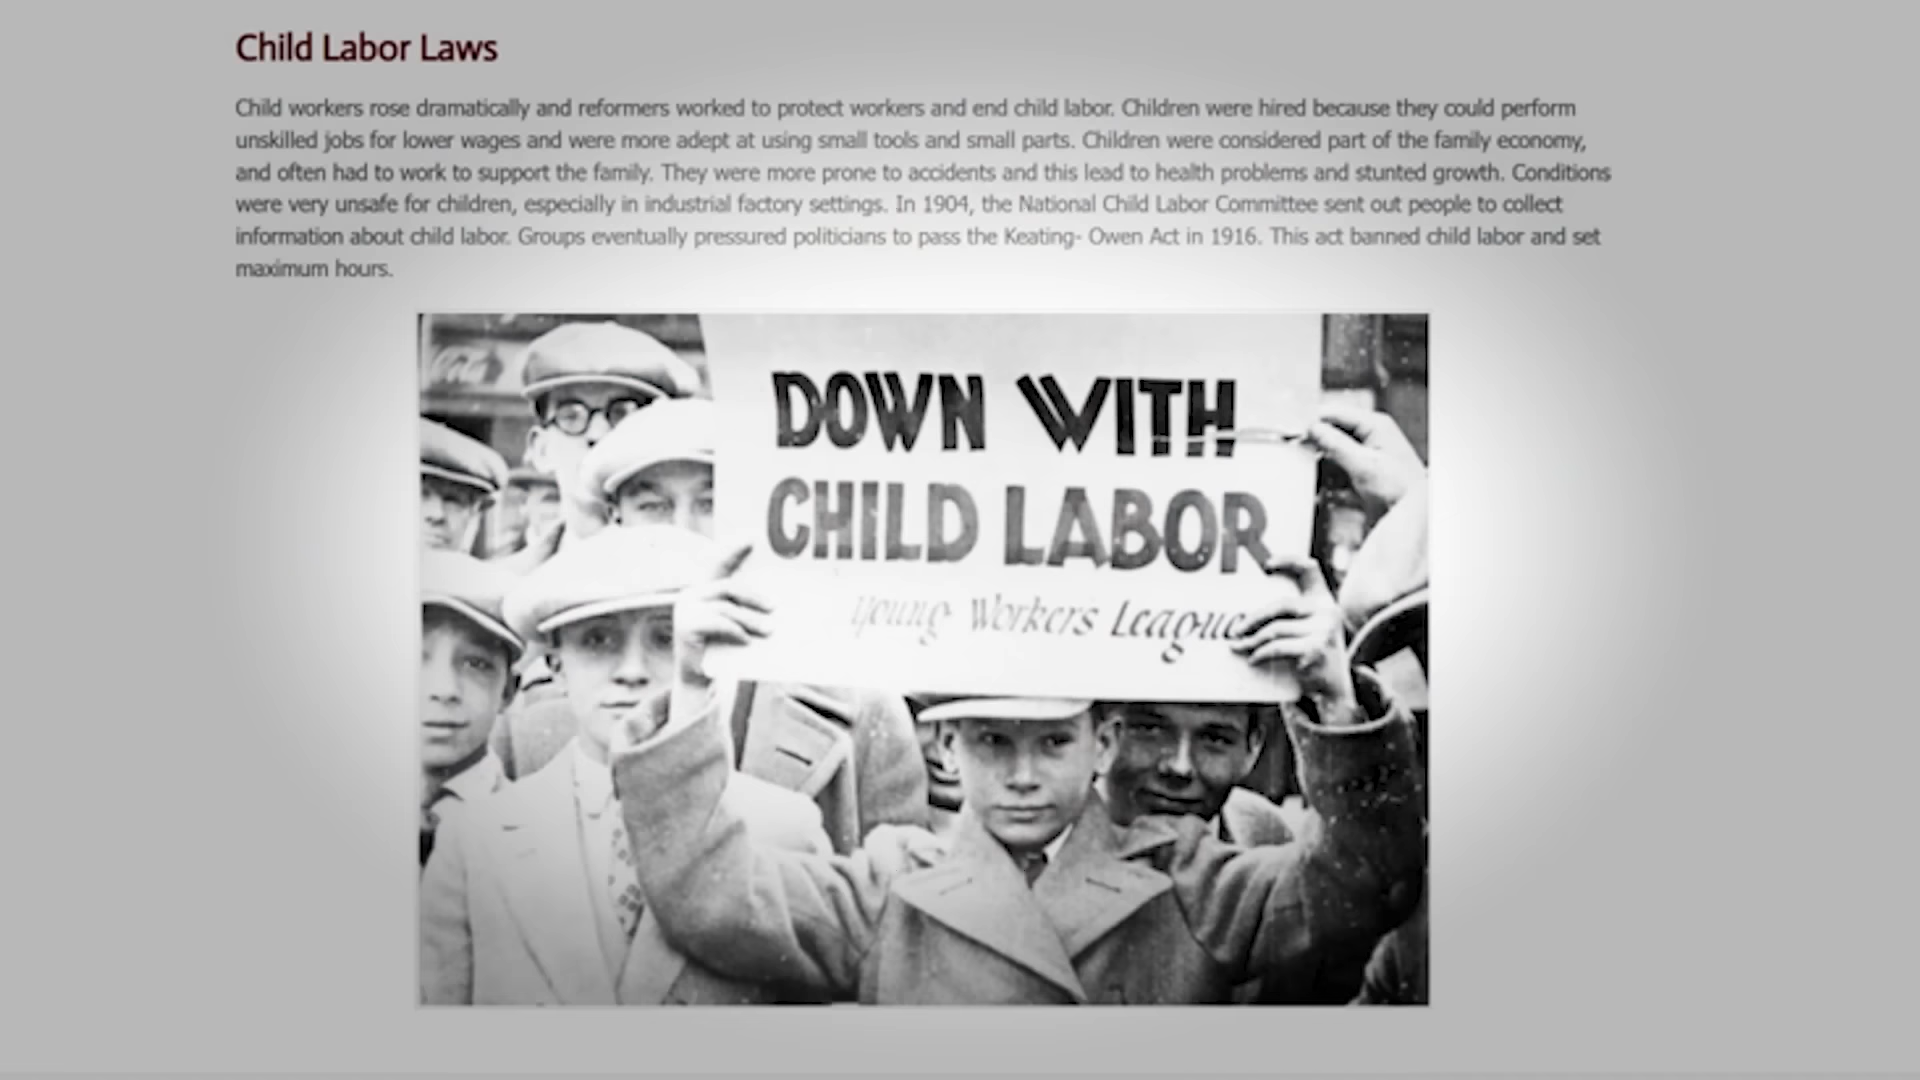 Child Labor Laws
Child workers rose dramatically and reformers worked to protect workers and end child labor. Children were hired because they could perform
unskilled jobs for lower wages and were more adept at using small tools and small parts. Children were considered part of the family economy,
and often had to work to support the family. They were more prone to accidents and this lead to health problems and stunted growth. Conditions
were very unsafe for children, especially in industrial factory settings. In 1904, the National Child Labor Committee sent out people to collect
information about child labor. Groups eventually pressured politicians to pass the Keating- Owen Act in 1916. This act banned child labor and set
maximum hours.
Cola
DOWN WITH
CHILD LABOR
Young Workers League